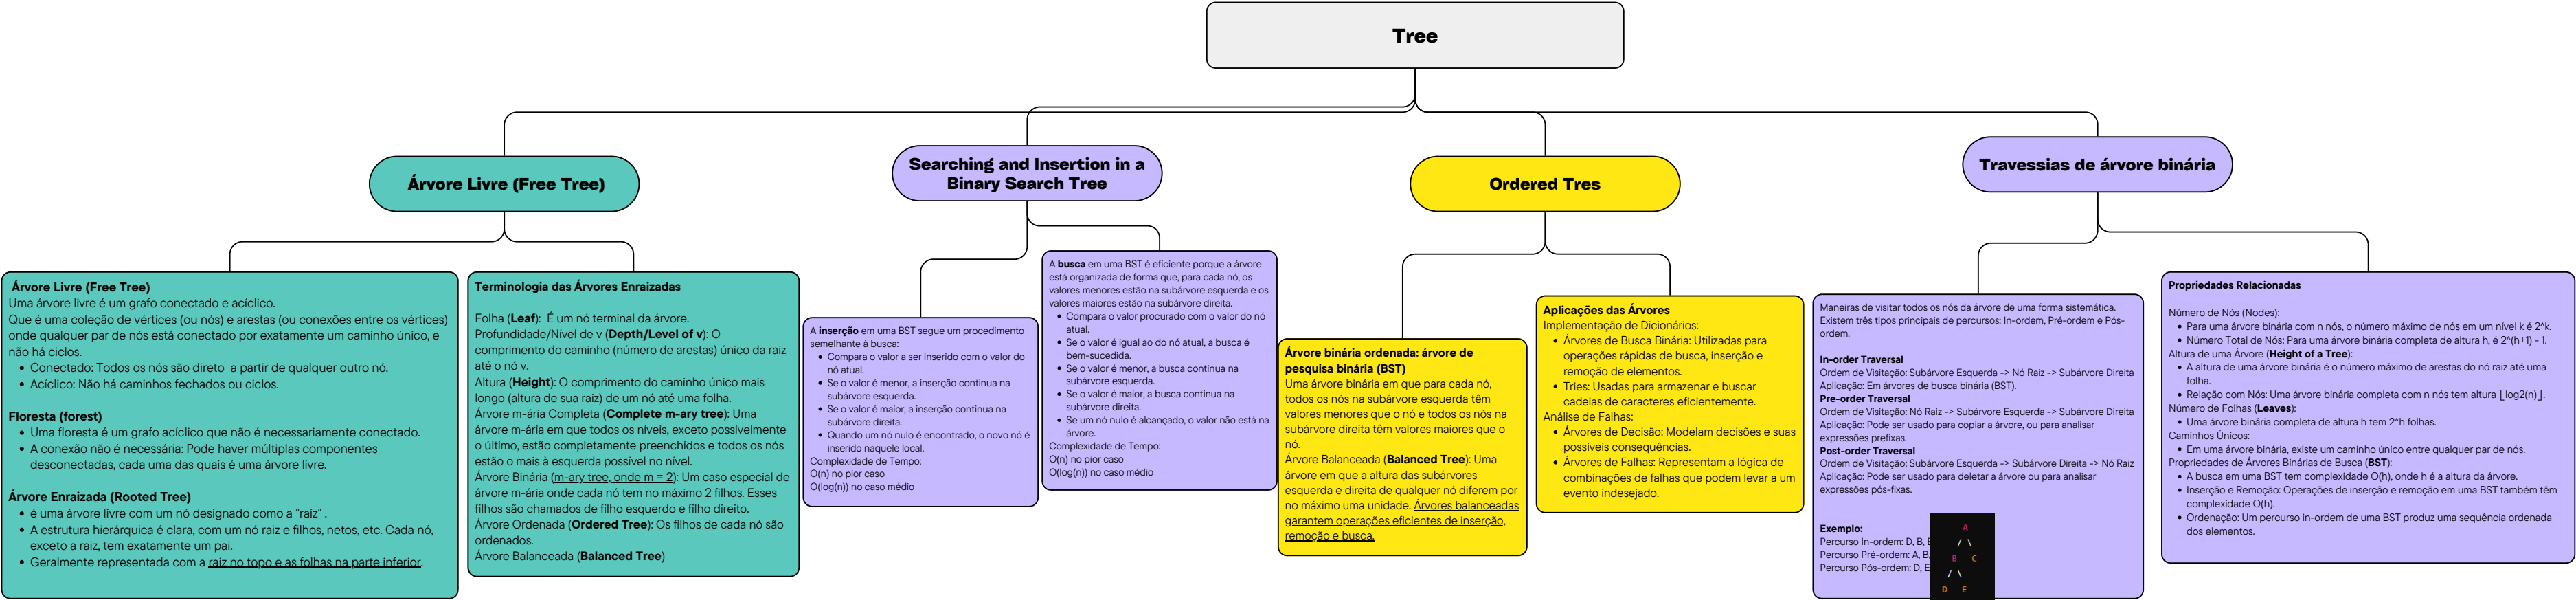 Tree
Árvore Livre (Free Tree)
Searching and Insertion in a
Binary Search Tree
Ordered Tres
Travessias de árvore binária
Árvore Livre (Free Tree)
Uma árvore livre é um grafo conectado e acíclico.
Que é uma coleção de vértices (ou nós) e arestas (ou conexões entre os vértices)
onde qualquer par de nós está conectado por exatamente um caminho único, e
não há ciclos.
• Conectado: Todos os nós são direto a partir de qualquer outro nó.
• Acíclico: Não há caminhos fechados ou ciclos.
Floresta (forest)
• Uma floresta é um grafo acíclico que não é necessariamente conectado.
• A conexão não é necessária: Pode haver múltiplas componentes
desconectadas, cada uma das quais é uma árvore livre.
Árvore Enraizada (Rooted Tree)
• é uma árvore livre com um nó designado como a "raiz" .
• A estrutura hierárquica é clara, com um nó raiz e filhos, netos, etc. Cada nó,
exceto a raiz, tem exatamente um pai.
• Geralmente representada com a raiz no topo e as folhas na parte inferior.
Terminologia das Árvores Enraizadas
Folha (Leaf): É um nó terminal da árvore.
Profundidade/Nível de v (Depth/Level of v): O
comprimento do caminho (número de arestas) único da raiz
até o nó v.
Altura (Height): O comprimento do caminho único mais
longo (altura de sua raiz) de um nó até uma folha.
Árvore m-ária Completa (Complete m-ary tree): Uma
árvore m-ária em que todos os níveis, exceto possivelmente
o último, estão completamente preenchidos e todos os nós
estão o mais à esquerda possível no nível.
Árvore Binária (m-ary tree, onde m = 2): Um caso especial de
árvore m-ária onde cada nó tem no máximo 2 filhos. Esses
filhos são chamados de filho esquerdo e filho direito.
Árvore Ordenada (Ordered Tree): Os filhos de cada nó são
ordenados.
Árvore Balanceada (Balanced Tree)
A inserção em uma BST segue um procedimento
semelhante à busca:
• Compara o valor a ser inserido com o valor do
nó atual.
• Se o valor é menor, a inserção continua na
subárvore esquerda.
• Se o valor é maior, a inserção continua na
subárvore direita.
• Quando um nó nulo é encontrado, o novo nó é
inserido naquele local.
Complexidade de Tempo:
O(n) no pior caso
O(log(n)) no caso médio
A busca em uma BST é eficiente porque a árvore
está organizada de forma que, para cada nó, os
valores menores estão na subárvore esquerda e os
valores maiores estão na subárvore direita.
• Compara o valor procurado com o valor do nó
atual.
• Se o valor é igual ao do nó atual, a busca é
bem-sucedida.
• Se o valor é menor, a busca continua na
subárvore esquerda.
• Se o valor é maior, a busca continua na
subárvore direita.
• Se um nó nulo é alcançado, o valor não está na
árvore.
Complexidade de Tempo:
O(n) no pior caso
O(log(n)) no caso médio
Árvore binária ordenada: árvore de
pesquisa binária (BST)
Uma árvore binária em que para cada nó,
todos os nós na subárvore esquerda têm
valores menores que o nó e todos os nós na
subárvore direita têm valores maiores que o
nó.
Árvore Balanceada (Balanced Tree): Uma
árvore em que a altura das subárvores
esquerda e direita de qualquer nó diferem por
no máximo uma unidade. Árvores balanceadas
garantem operações eficientes de inserção,
remoção e busca.
Aplicações das Árvores
Implementação de Dicionários:
• Árvores de Busca Binária: Utilizadas para
operações rápidas de busca, inserção e
remoção de elementos.
• Tries: Usadas para armazenar e buscar
cadeias de caracteres eficientemente.
Análise de Falhas:
• Árvores de Decisão: Modelam decisões e suas
possíveis consequências.
• Árvores de Falhas: Representam a lógica de
combinações de falhas que podem levar a um
evento indesejado.
Maneiras de visitar todos os nós da árvore de uma forma sistemática.
Existem três tipos principais de percursos: In-ordem, Pré-ordem e Pós-
ordem.
In-order Traversal
Ordem de Visitação: Subárvore Esquerda -> Nó Raiz -> Subárvore Direita
Aplicação: Em árvores de busca binária (BST).
Pre-order Traversal
Ordem de Visitação: Nó Raiz -> Subárvore Esquerda -> Subárvore Direita
Aplicação: Pode ser usado para copiar a árvore, ou para analisar
expressões prefixas.
Post-order Traversal
Ordem de Visitação: Subárvore Esquerda -> Subárvore Direita -> Nó Raiz
Aplicação: Pode ser usado para deletar a árvore ou para analisar
expressões pós-fixas.
Exemplo:
Percurso In-ordem: D, B,
Percurso Pré-ordem: A, B,
Percurso Pós-ordem: D, E
A
/ \
B C
/ \
D E
Propriedades Relacionadas
Número de Nós (Nodes):
• Para uma árvore binária com n nós, o número máximo de nós em um nível k é 2^k.
• Número Total de Nós: Para uma árvore binária completa de altura h, é 2^(h+1) - 1.
Altura de uma Árvore (Height of a Tree):
• A altura de uma árvore binária é o número máximo de arestas do nó raiz até uma
folha.
• Relação com Nós: Uma árvore binária completa com n nós tem altura ⌊log2(n)⌋.
Número de Folhas (Leaves):
• Uma árvore binária completa de altura h tem 2^h folhas.
Caminhos Únicos:
• Em uma árvore binária, existe um caminho único entre qualquer par de nós.
Propriedades de Árvores Binárias de Busca (BST):
• A busca em uma BST tem complexidade O(h), onde h é a altura da árvore.
• Inserção e Remoção: Operações de inserção e remoção em uma BST também têm
complexidade O(h).
• Ordenação: Um percurso in-ordem de uma BST produz uma sequência ordenada
dos elementos.